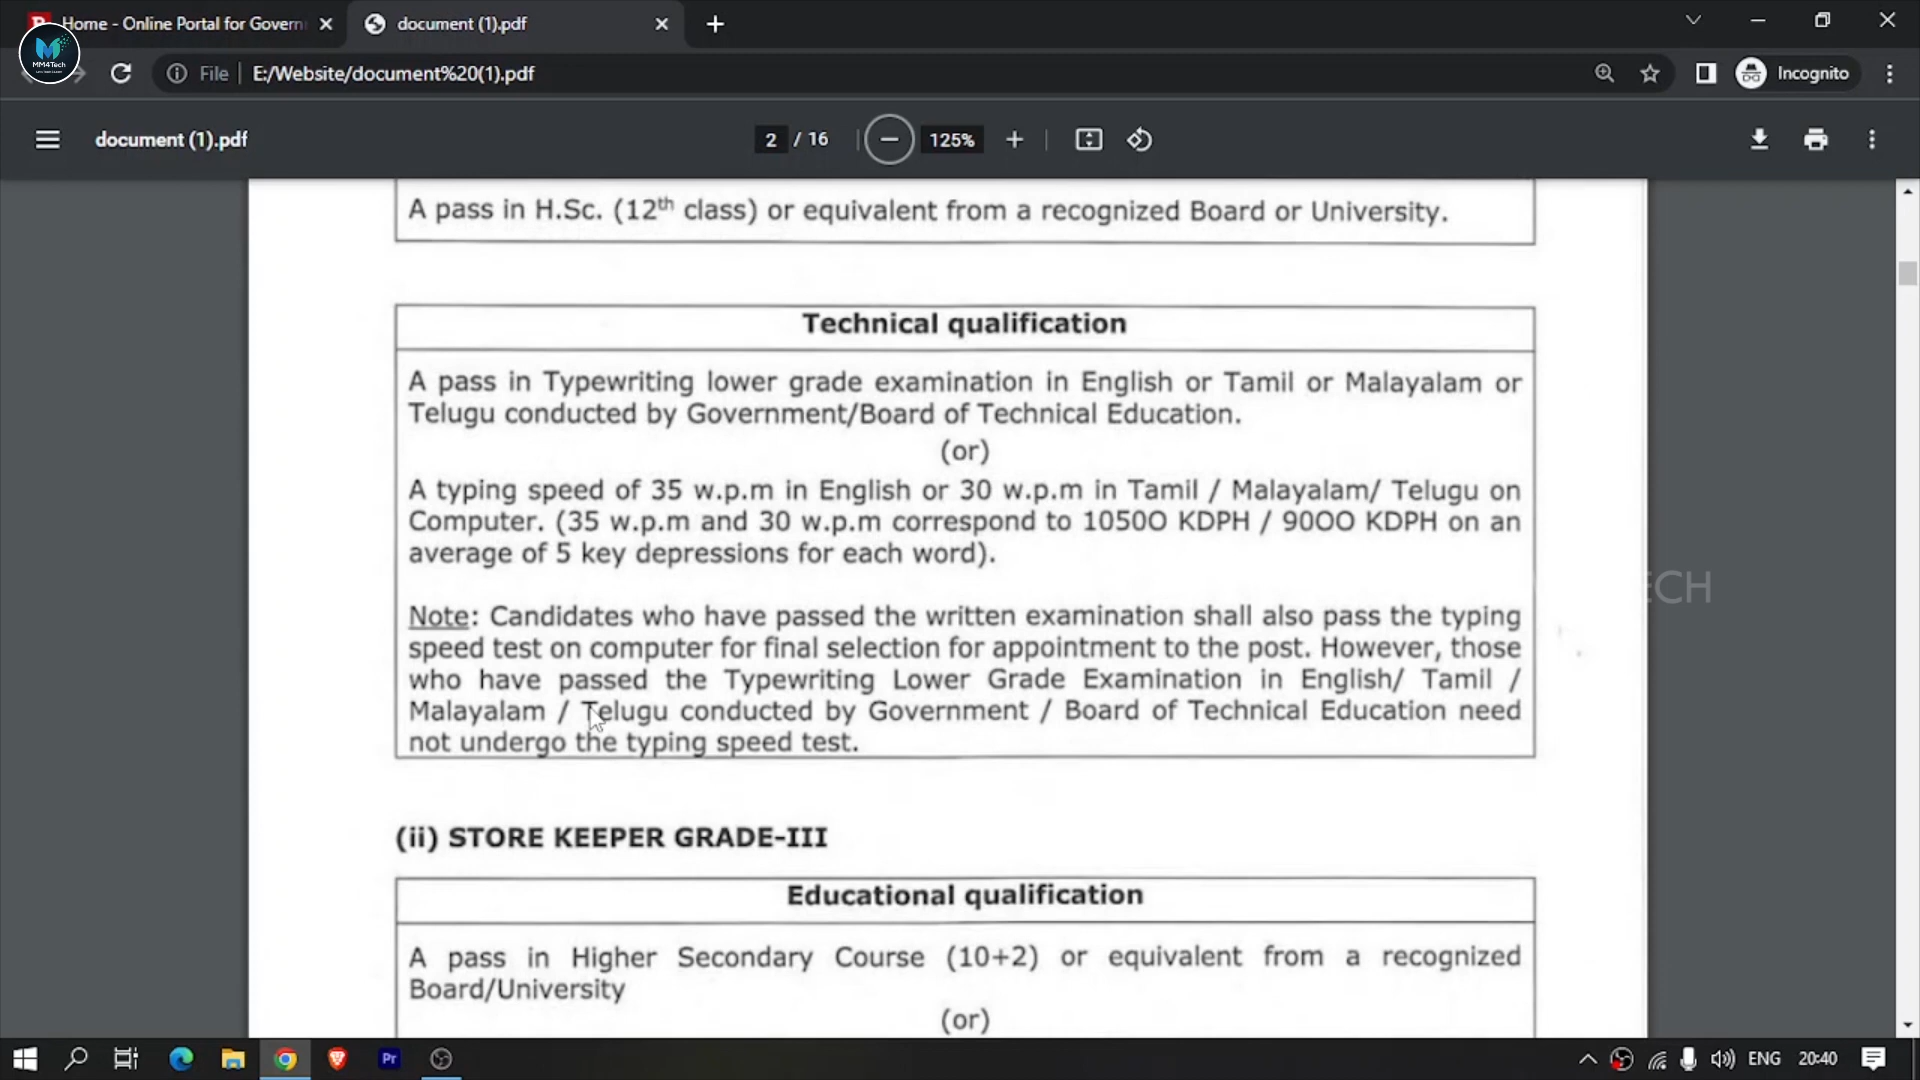 Home - Online Portal for Govern
document (1).pdf
MM4Tech
File
E:/Website/document%20(1).pdf
Incognito
document (1).pdf
2 / 16
125%
A pass in H.Sc. (12th class) or equivalent from a recognized Board or University.
Technical qualification
A pass in Typewriting lower grade examination in English or Tamil or Malayalam or
Telugu conducted by Government/Board of Technical Education.
(or)
A typing speed of 35 w.p.m in English or 30 w.p.m in Tamil / Malayalam/ Telugu on
Computer. (35 w.p.m and 30 w.p.m correspond to 1050O KDPH / 9OOO KDPH on an
average of 5 key depressions for each word).
Note: Candidates who have passed the written examination shall also pass the typing
speed test on computer for final selection for appointment to the post. However, those
who have passed the Typewriting Lower Grade Examination in English/ Tamil /
Malayalam / Telugu conducted by Government / Board of Technical Education need
not undergo the typing speed test.
ECH
(ii) STORE KEEPER GRADE-III
Educational qualification
A pass in Higher Secondary Course (10+2) or equivalent from a recognized
Board/University
(or)
Pr
ENG
20:40